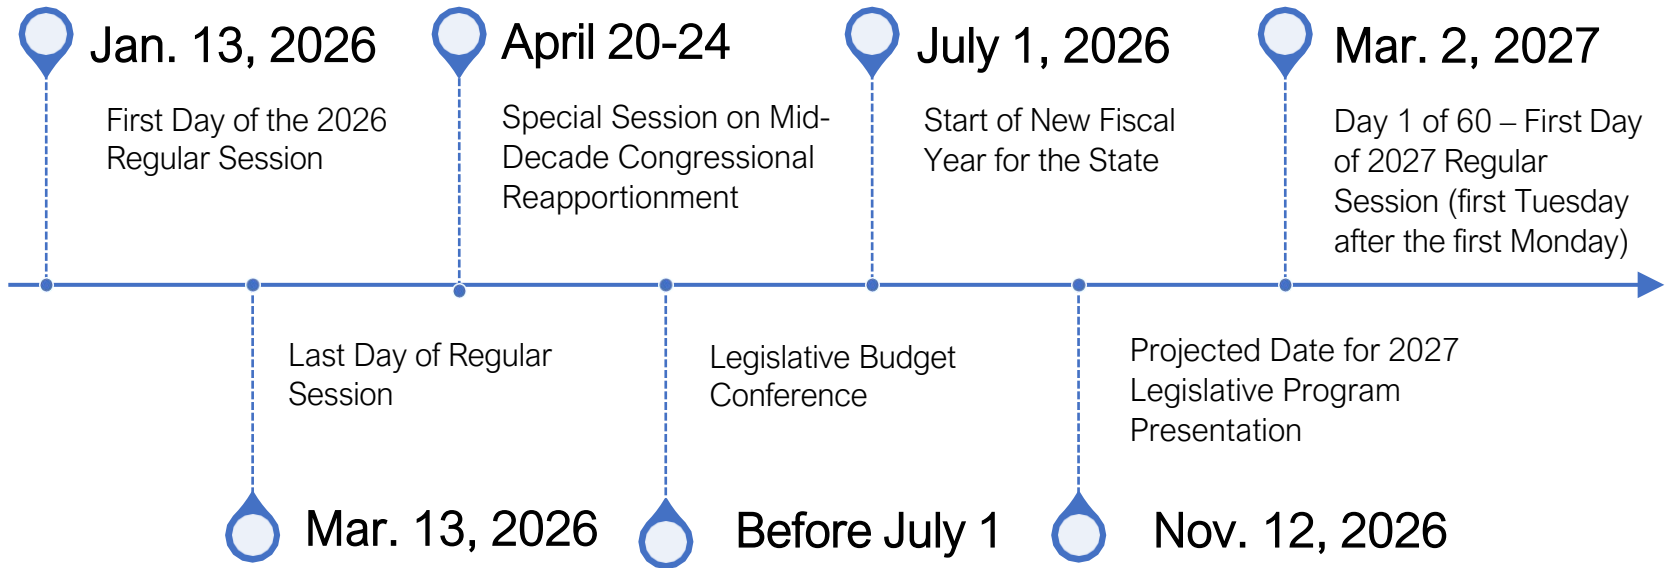 Jan. 13, 2026
First Day of the 2026
Regular Session
Mar. 13, 2026
Last Day of Regular
Session
April 20-24
Special Session on Mid-
Decade Congressional
Reapportionment
Before July 1
Legislative Budget
Conference
July 1, 2026
Start of New Fiscal
Year for the State
Nov. 12, 2026
Projected Date for 2027
Legislative Program
Presentation
Mar. 2, 2027
Day 1 of 60 – First Day
of 2027 Regular
Session (first Tuesday
after the first Monday)